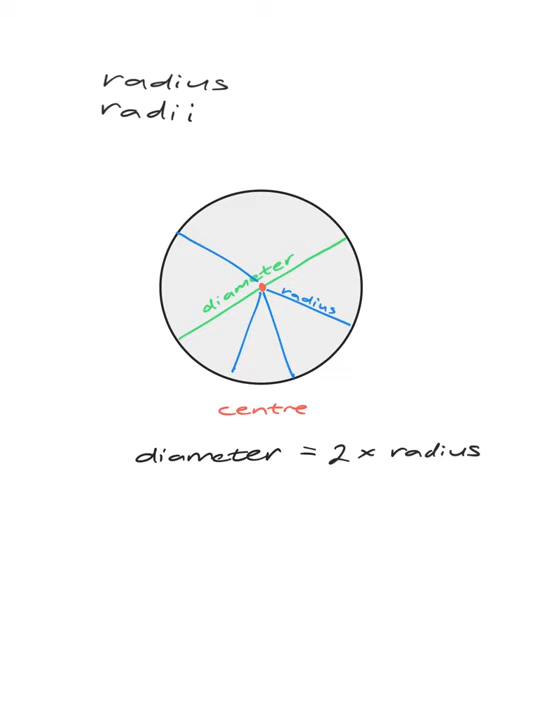 radius
radii
diameter
radius
centre
diameter = 2 × radius